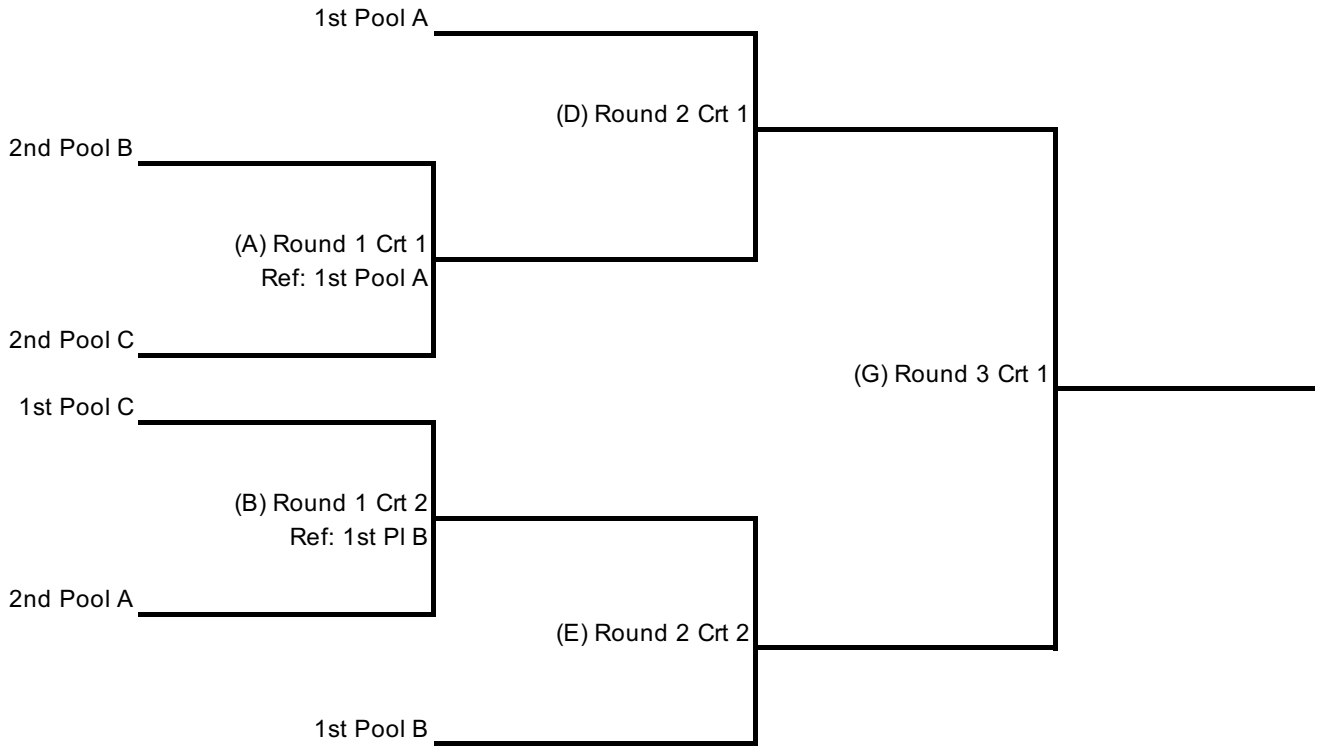 1st Pool A
(D) Round 2 Crt 1
2nd Pool B
(A) Round 1 Crt 1
Ref: 1st Pool A
2nd Pool C
(G) Round 3 Crt 1
1st Pool C
(B) Round 1 Crt 2
Ref: 1st Pl B
2nd Pool A
(E) Round 2 Crt 2
1st Pool B